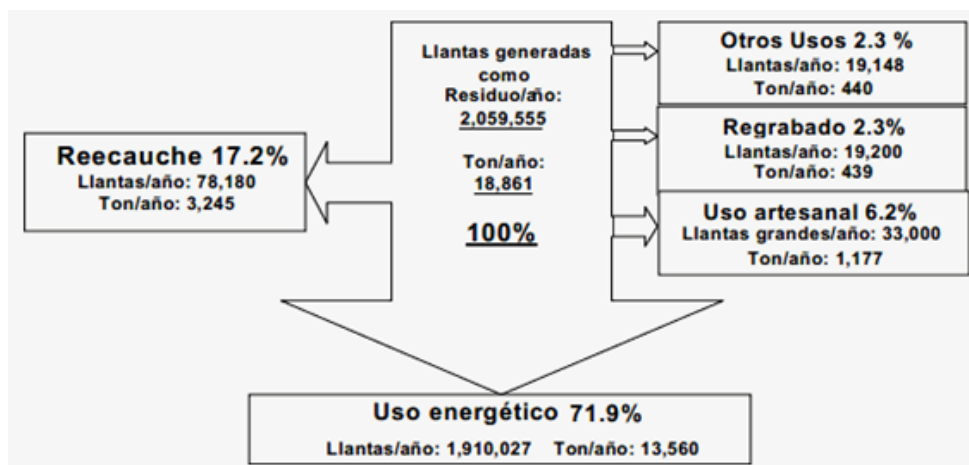 Llantas generadas
como
Residuo/año:
2,059,555
Ton/año:
18,861
100%
Reecauche 17.2%
Llantas/año: 78,180
Ton/año: 3,245
Otros Usos 2.3 %
Llantas/año: 19,148
Ton/año: 440
Regrabado 2.3%
Llantas/año: 19,200
Ton/año: 439
Uso artesanal 6.2%
Llantas grandes/año: 33,000
Ton/año: 1,177
Uso energético 71.9%
Llantas/año: 1,910,027 Ton/año: 13,560